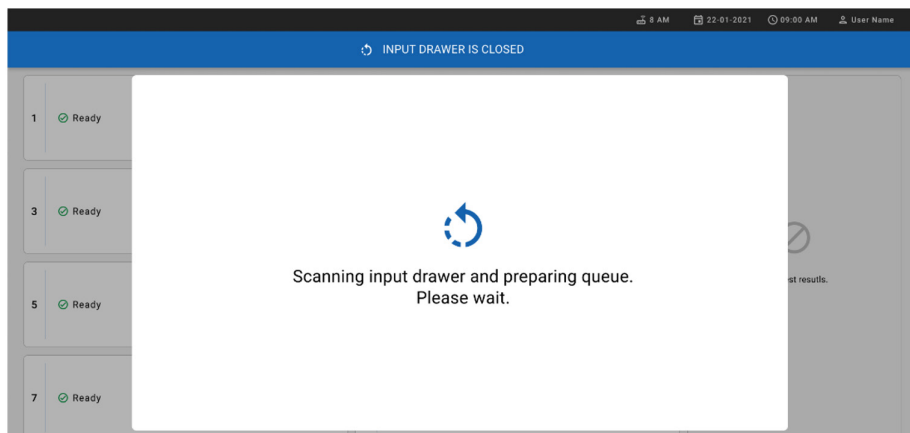 8 AM 22-01-2021 09:00 AM User Name
INPUT DRAWER IS CLOSED
1 Ready
3 Ready
Scanning input drawer and preparing queue.
Please wait.
st resutls.
5 Ready
7 Ready